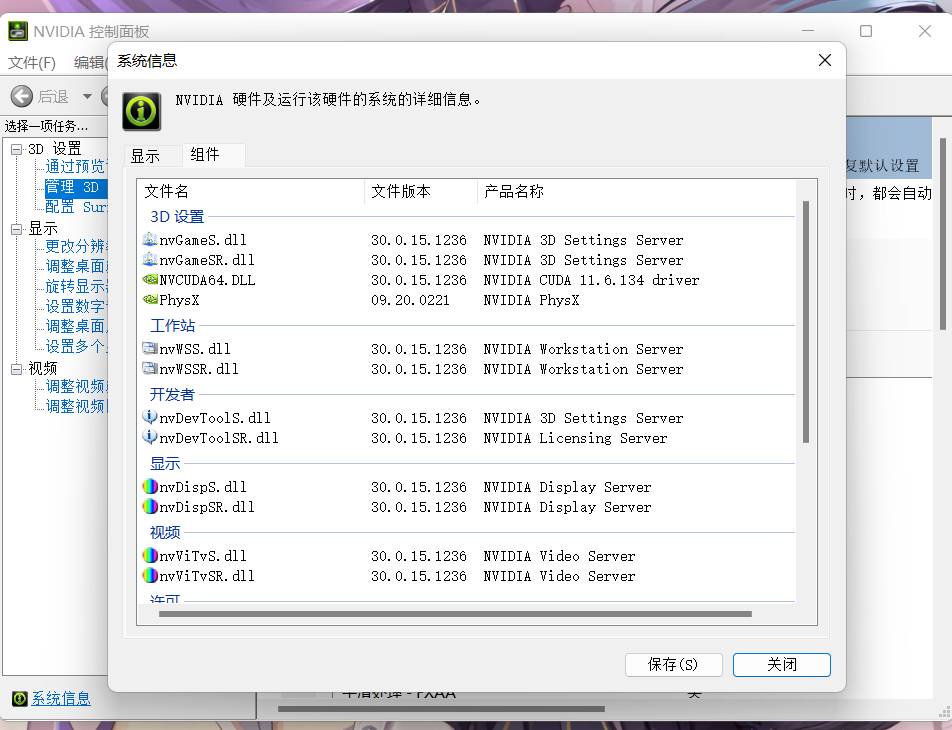 NVIDIA 控制面板
文件(F) 编辑(
后退
选择一项任务...
3D 设置
通过预览
管理 3D
配置 Sur
显示
更改分辨
调整桌面
旋转显示
设置数字
调整桌面
设置多个
视频
调整视频
调整视频
系统信息
系统信息
NVIDIA 硬件及运行该硬件的系统的详细信息。
显示 组件
文件名 文件版本 产品名称
3D 设置
nvGameS.dll 30.0.15.1236 NVIDIA 3D Settings Server
nvGameSR.dll 30.0.15.1236 NVIDIA 3D Settings Server
NVCUDA64.DLL 30.0.15.1236 NVIDIA CUDA 11.6.134 driver
PhysX 09.20.0221 NVIDIA PhysX
工作站
nvWSS.dll 30.0.15.1236 NVIDIA Workstation Server
nvWSSR.dll 30.0.15.1236 NVIDIA Workstation Server
开发者
nvDevToolS.dll 30.0.15.1236 NVIDIA 3D Settings Server
nvDevToolSR.dll 30.0.15.1236 NVIDIA Licensing Server
显示
nvDispS.dll 30.0.15.1236 NVIDIA Display Server
nvDispSR.dll 30.0.15.1236 NVIDIA Display Server
视频
nvViTvS.dll 30.0.15.1236 NVIDIA Video Server
nvViTvSR.dll 30.0.15.1236 NVIDIA Video Server
许可
保存(S) 关闭
复默认设置
时，都会自动
平滑处理 - FXAA 关